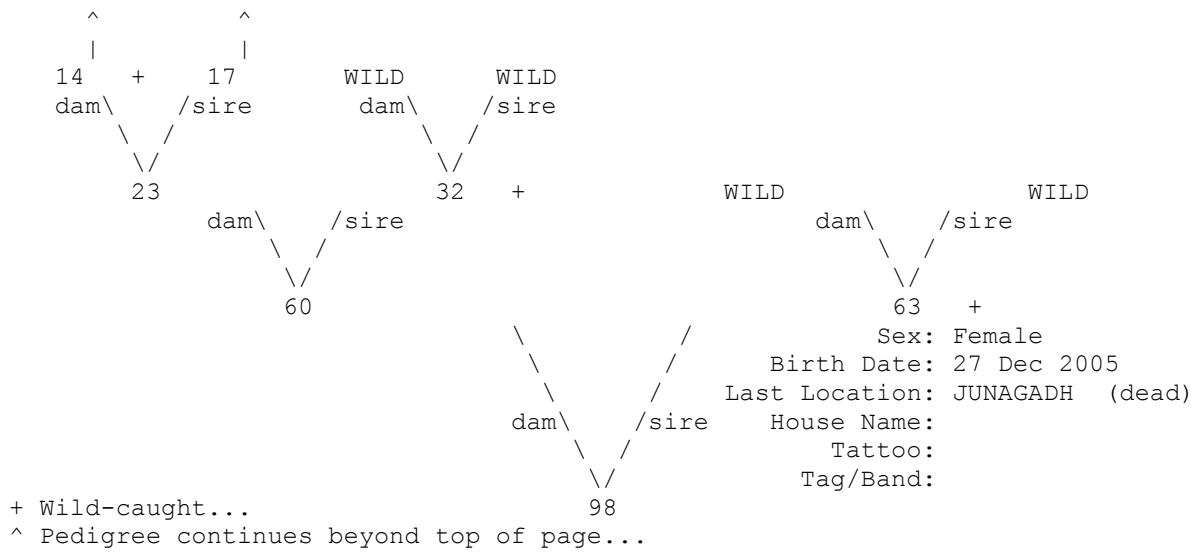 ^ ^
| |
14 + 17 WILD WILD
dam\ /sire dam\ /sire
\ / \ /
\/ \/
23 32 + WILD WILD
dam\ /sire dam\ /sire
\ / \ /
\/ \/
60 63 +
\ / Sex: Female
\ / Birth Date: 27 Dec 2005
\ / Last Location: JUNAGADH (dead)
dam\ /sire House Name:
\ / Tattoo:
\/ Tag/Band:
+ Wild-caught... 98
^ Pedigree continues beyond top of page...